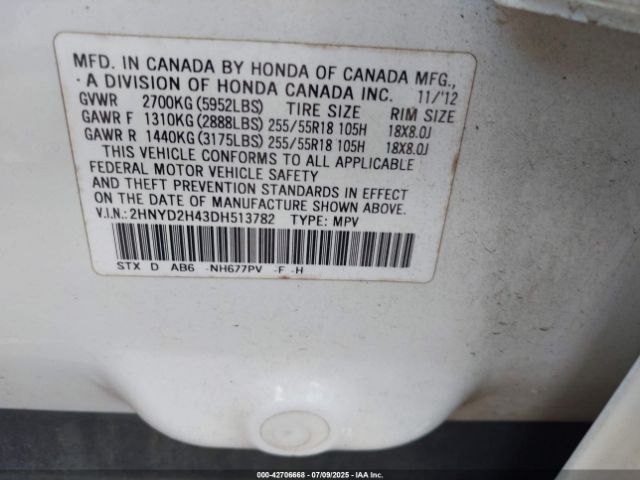 MFD. IN CANADA BY HONDA OF CANADA MFG.,
A DIVISION OF HONDA CANADA INC. 11/'12
GVWR 2700KG (5952LBS) TIRE SIZE RIM SIZE
GAWR F 1310KG (2888LBS) 255/55R18 105H 18X8.0J
GAWR R 1440KG (3175LBS) 255/55R18 105H 18X8.0J
THIS VEHICLE CONFORMS TO ALL APPLICABLE
FEDERAL MOTOR VEHICLE SAFETY
AND THEFT PREVENTION STANDARDS IN EFFECT
ON THE DATE OF MANUFACTURE SHOWN ABOVE.
V.I.N.: 2HNYD2H43DH513782 TYPE: MPV
STX D AB6 -NH677PV -F -H
000-42706668 | 07/09/2025 | IAA Inc.